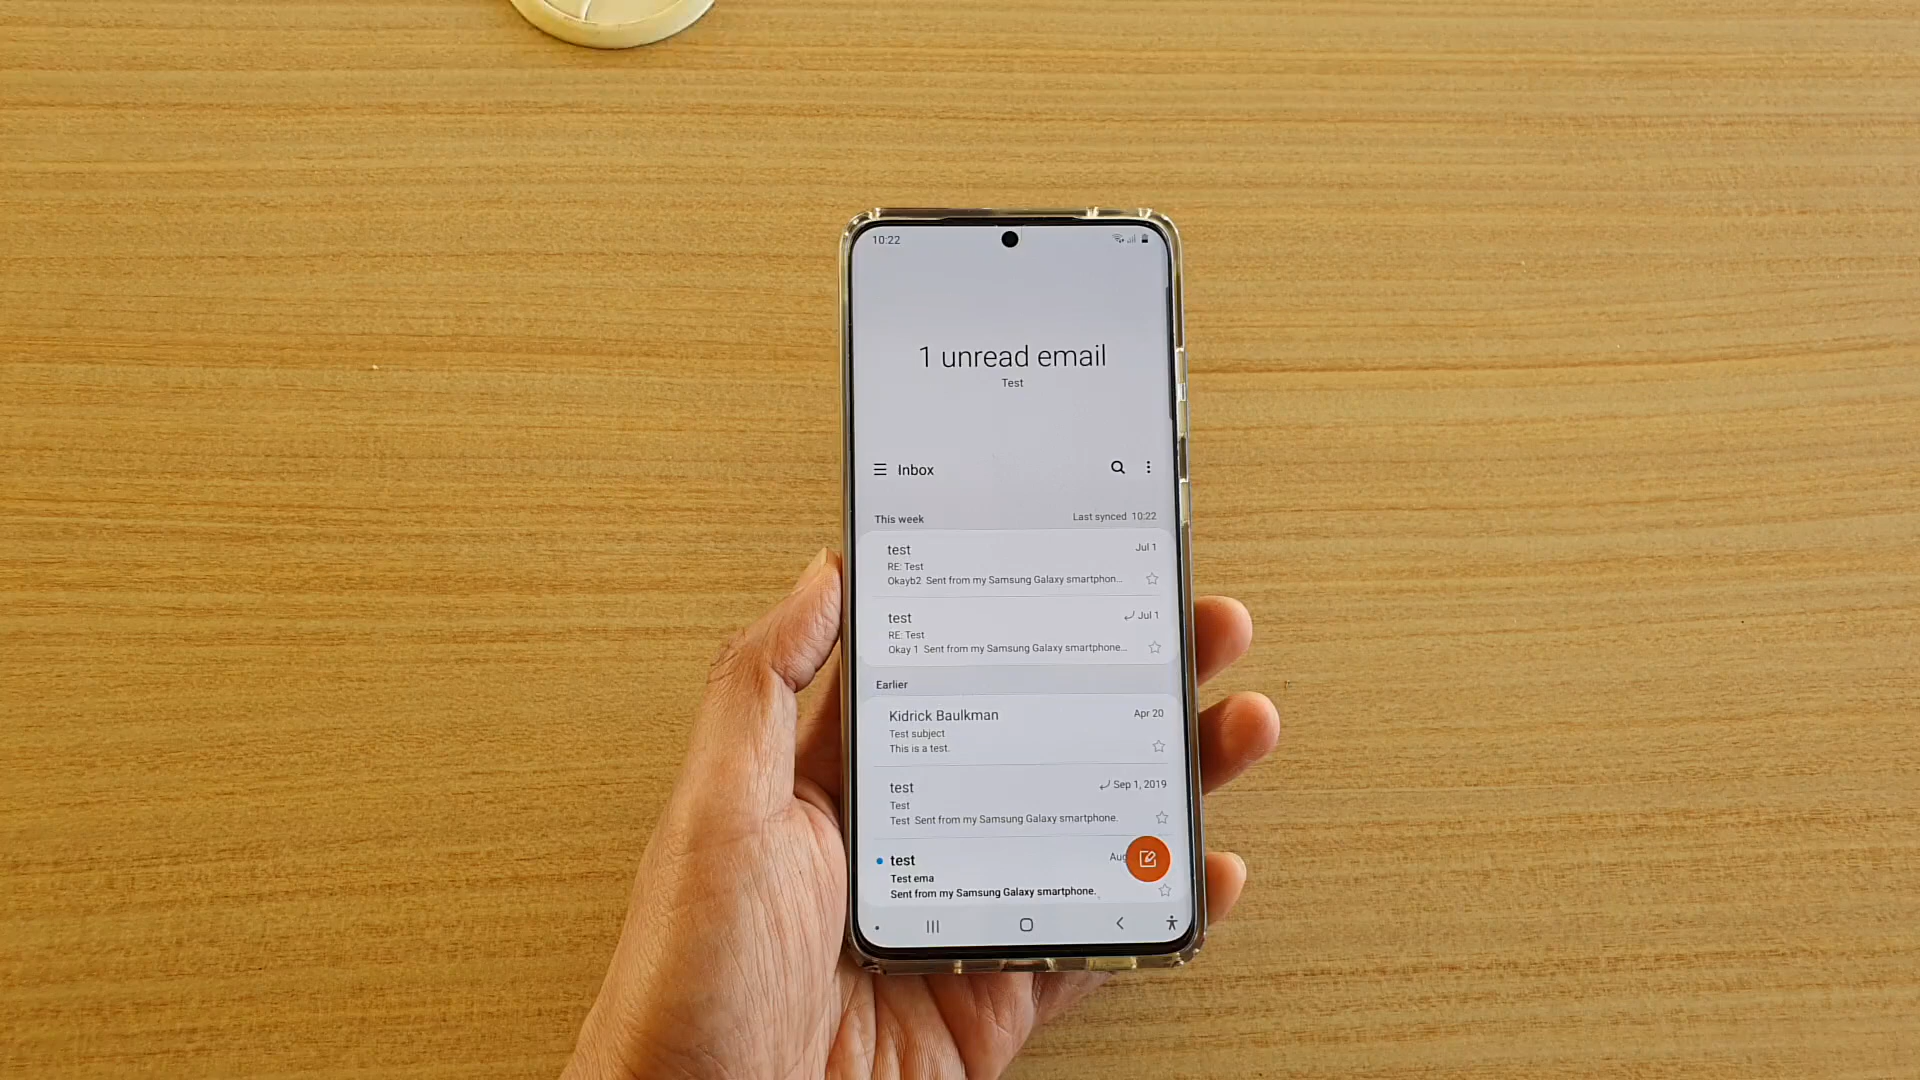 10:22
1 unread email
Test
Inbox
This week
Last synced 10:22
test
Jul 1
RE: Test
Okayb2 Sent from my Samsung Galaxy smartphon...
test
Jul 1
RE: Test
Okay 1 Sent from my Samsung Galaxy smartphone...
Earlier
Kidrick Baulkman
Apr 20
Test subject
This is a test.
test
Sep 1, 2019
Test
Test Sent from my Samsung Galaxy smartphone.
test
Aug
Test ema
Sent from my Samsung Galaxy smartphone.